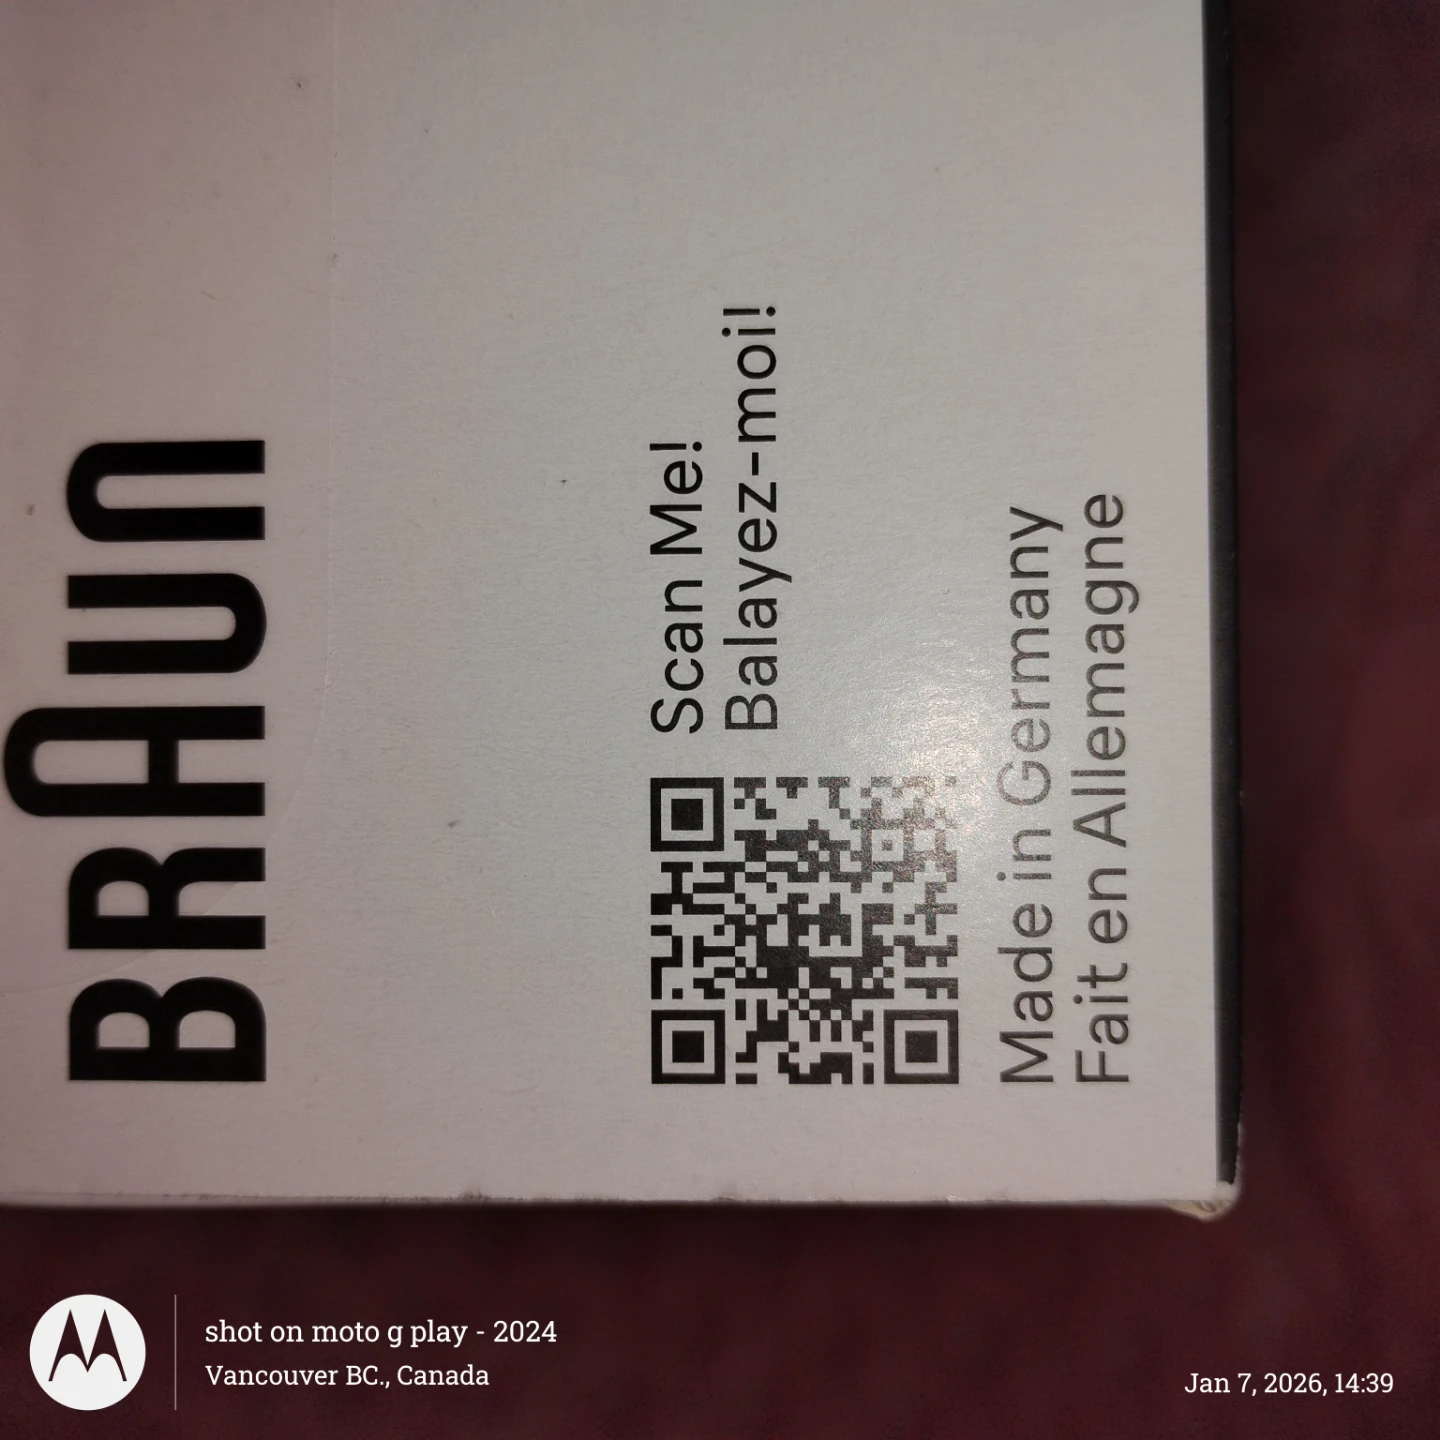 BRAUN
Scan Me!
Balayez-moi!
Made in Germany
Fait en Allemagne
shot on moto g play - 2024
Vancouver BC., Canada
Jan 7, 2026, 14:39